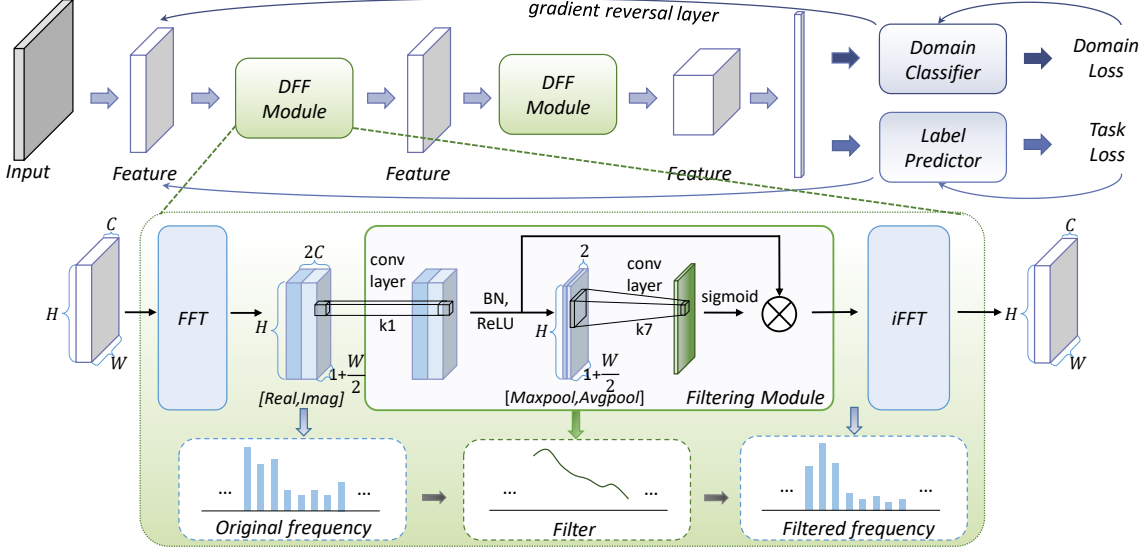 gradient reversal layer
DFF
Module
DFF
Module
Domain
Classifier
Domain
Loss
Label
Predictor
Task
Loss
Input
Feature
Feature
Feature
C
H
W
FFT
2C
H
1+W/2
[Real,Imag]
conv
layer
k1
BN,
ReLU
2
H
1+W/2
[Maxpool,Avgpool]
conv
layer
k7
sigmoid
Filtering Module
iFFT
C
H
W
... ...
Original frequency
... ...
Filter
... ...
Filtered frequency